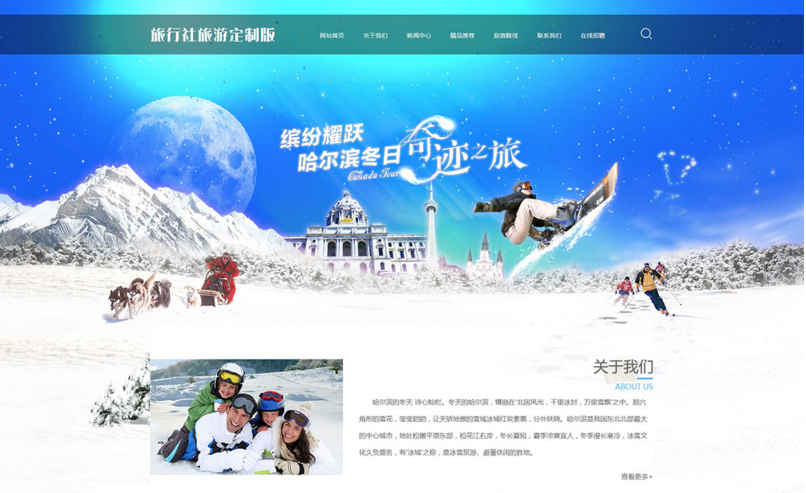 旅行社旅游定制版
网站首页 关于我们 新闻中心 精品推荐 旅游路线 联系我们 在线招聘
缤纷耀跃
哈尔滨冬日奇迹之旅
Canada Tour
关于我们
ABOUT US
哈尔滨的冬天 诗心灿烂。冬天的哈尔滨，镶嵌在“北国风光，千里冰封，万里雪飘”之中。那六
角形的雪花，莹莹皑皑，让天骄地傲的雪域冰城红妆素裹，分外妖娆。哈尔滨是我国东北北部最大
的中心城市，地处松嫩平原东部，松花江右岸，冬长夏短，夏季凉爽宜人，冬季漫长寒冷，冰雪文
化久负盛名，有“冰城”之称，是冰雪旅游、避暑休闲的胜地。
查看更多+